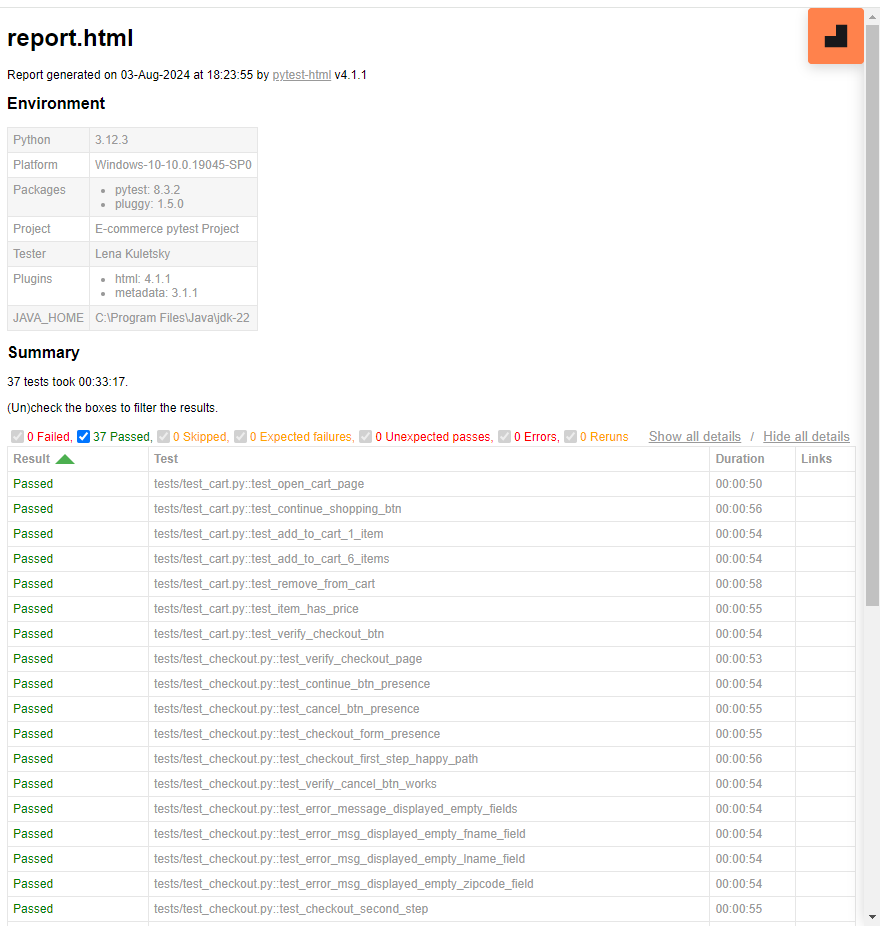 report.html
Report generated on 03-Aug-2024 at 18:23:55 by pytest-html v4.1.1
Environment
Python 3.12.3
Platform Windows-10-10.0.19045-SP0
Packages pytest: 8.3.2
pluggy: 1.5.0
Project E-commerce pytest Project
Tester Lena Kuletsky
Plugins html: 4.1.1
metadata: 3.1.1
JAVA_HOME C:\Program Files\Java\jdk-22
Summary
37 tests took 00:33:17.
(Un)check the boxes to filter the results.
0 Failed, 37 Passed, 0 Skipped, 0 Expected failures, 0 Unexpected passes, 0 Errors, 0 Reruns Show all details / Hide all details
Result Test Duration Links
Passed tests/test_cart.py::test_open_cart_page 00:00:50
Passed tests/test_cart.py::test_continue_shopping_btn 00:00:56
Passed tests/test_cart.py::test_add_to_cart_1_item 00:00:54
Passed tests/test_cart.py::test_add_to_cart_6_items 00:00:54
Passed tests/test_cart.py::test_remove_from_cart 00:00:58
Passed tests/test_cart.py::test_item_has_price 00:00:55
Passed tests/test_cart.py::test_verify_checkout_btn 00:00:54
Passed tests/test_checkout.py::test_verify_checkout_page 00:00:53
Passed tests/test_checkout.py::test_continue_btn_presence 00:00:54
Passed tests/test_checkout.py::test_cancel_btn_presence 00:00:55
Passed tests/test_checkout.py::test_checkout_form_presence 00:00:55
Passed tests/test_checkout.py::test_checkout_first_step_happy_path 00:00:56
Passed tests/test_checkout.py::test_verify_cancel_btn_works 00:00:54
Passed tests/test_checkout.py::test_error_message_displayed_empty_fields 00:00:54
Passed tests/test_checkout.py::test_error_msg_displayed_empty_fname_field 00:00:54
Passed tests/test_checkout.py::test_error_msg_displayed_empty_lname_field 00:00:54
Passed tests/test_checkout.py::test_error_msg_displayed_empty_zipcode_field 00:00:54
Passed tests/test_checkout.py::test_checkout_second_step 00:00:55